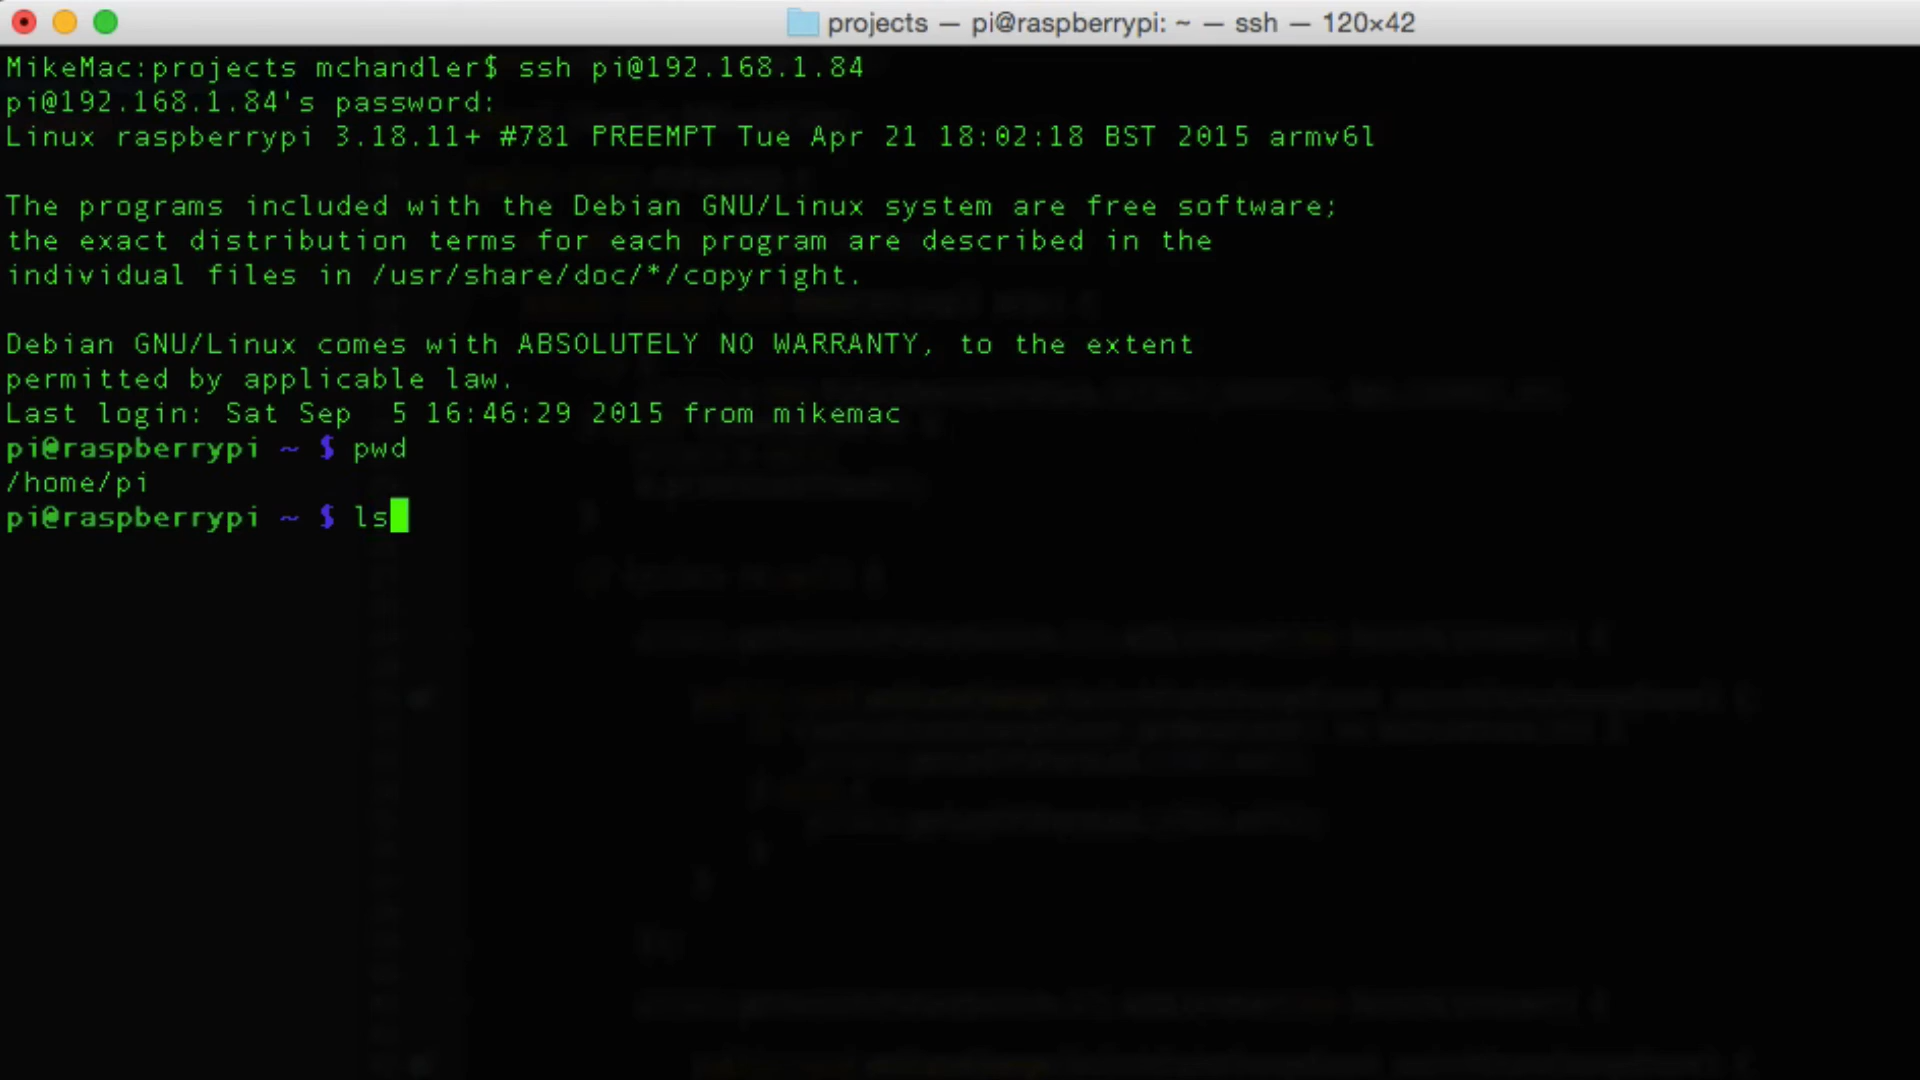 projects — pi@raspberrypi: ~ — ssh — 120×42
MikeMac:projects mchandler$ ssh pi@192.168.1.84
pi@192.168.1.84's password:
Linux raspberrypi 3.18.11+ #781 PREEMPT Tue Apr 21 18:02:18 BST 2015 armv6l
The programs included with the Debian GNU/Linux system are free software;
the exact distribution terms for each program are described in the
individual files in /usr/share/doc/*/copyright.
Debian GNU/Linux comes with ABSOLUTELY NO WARRANTY, to the extent
permitted by applicable law.
Last login: Sat Sep  5 16:46:29 2015 from mikemac
pi@raspberrypi ~ $ pwd
/home/pi
pi@raspberrypi ~ $ ls